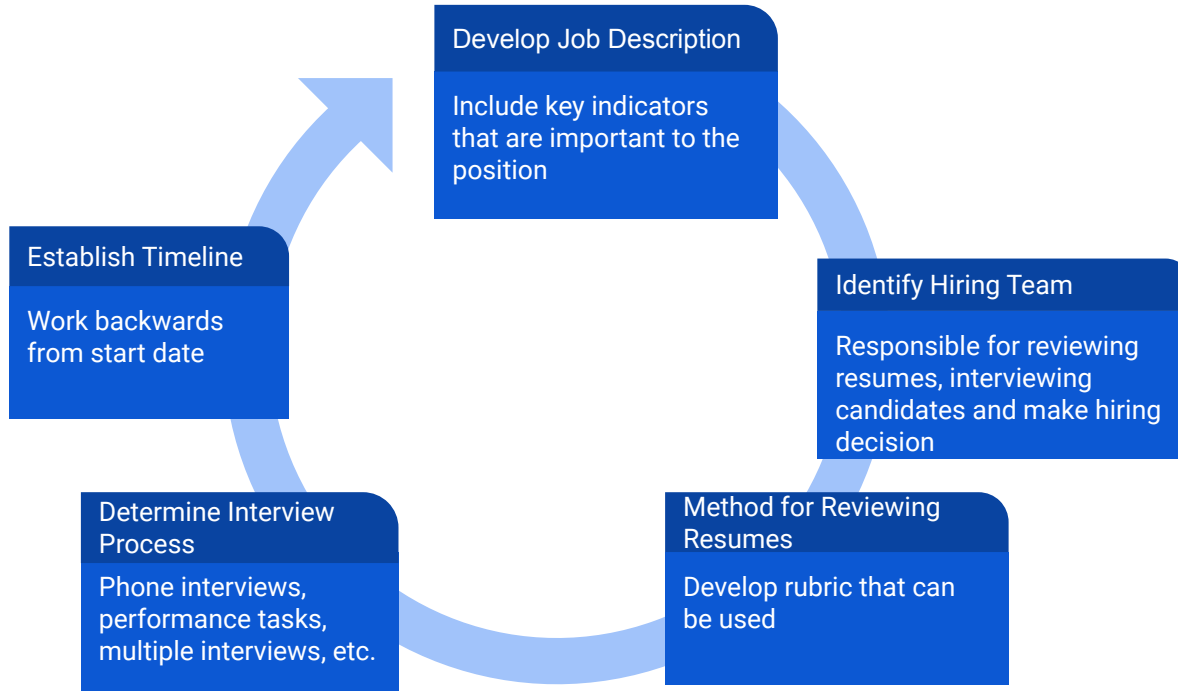 Develop Job Description
Include key indicators
that are important to the
position
Identify Hiring Team
Responsible for reviewing
resumes, interviewing
candidates and make hiring
decision
Method for Reviewing
Resumes
Develop rubric that can
be used
Determine Interview
Process
Phone interviews,
performance tasks,
multiple interviews, etc.
Establish Timeline
Work backwards
from start date